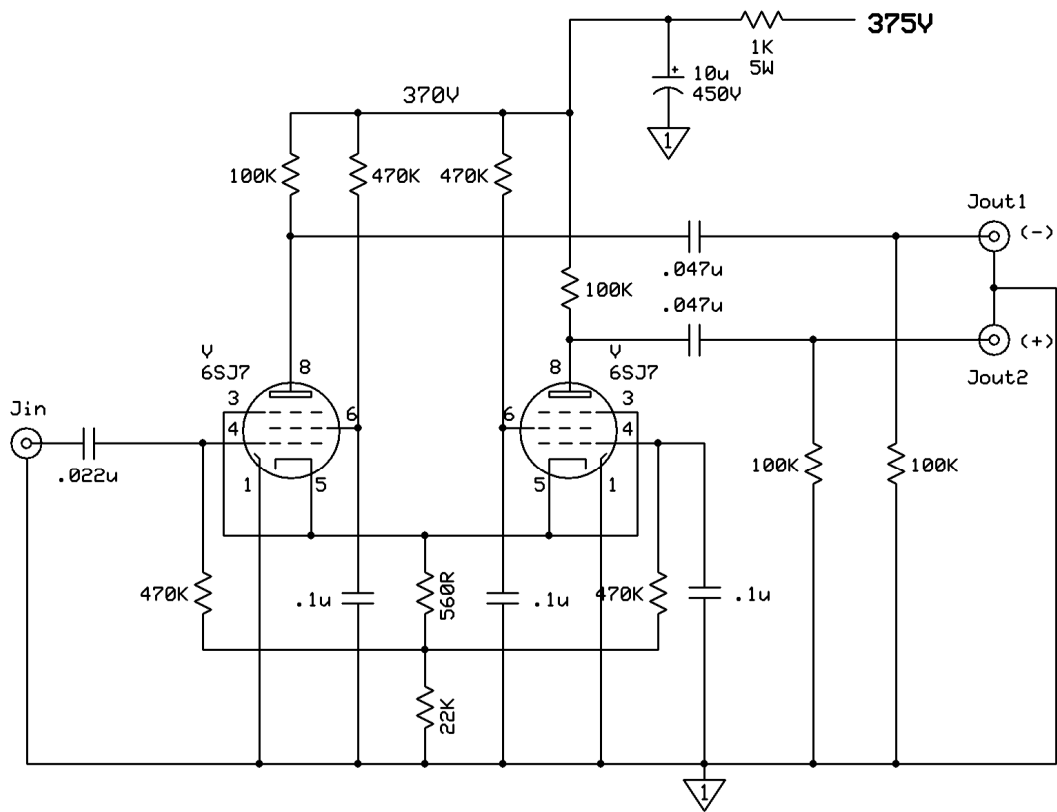 375V
1K
5W
10u
450V
+
1
370V
100K
470K
470K
Jout1
(-)
.047u
100K
.047u
V
6SJ7
8
8
V
6SJ7
(+)
Jout2
3
6
6
3
Jin
4
4
.022u
1
5
5
1
100K
100K
470K
.1u
560R
.1u
470K
.1u
22K
1